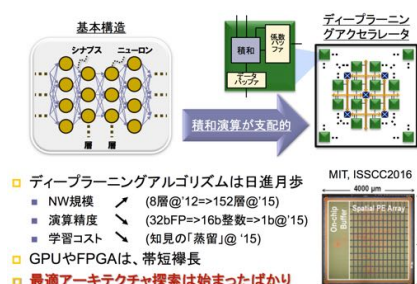 基本構造
シナプス
ニューロン
層
層
積和
係数
バッファ
データ
バッファ
ディープラーニン
グアクセラレータ
積和演算が支配的
ディープラーニングアルゴリズムは日進月歩
NW規模 ↗ (8層@'12=>152層@'15)
演算精度 ↘ (32bFP=>16b整数=>1b@'15)
学習コスト ↘ (知見の「蒸留」@ '15)
GPUやFPGAは、帯短襷長
最適アーキテクチャ探索は始まったばかり
MIT, ISSCC2016
4000 μm
On-chip
Buffer
Spatial PE Array